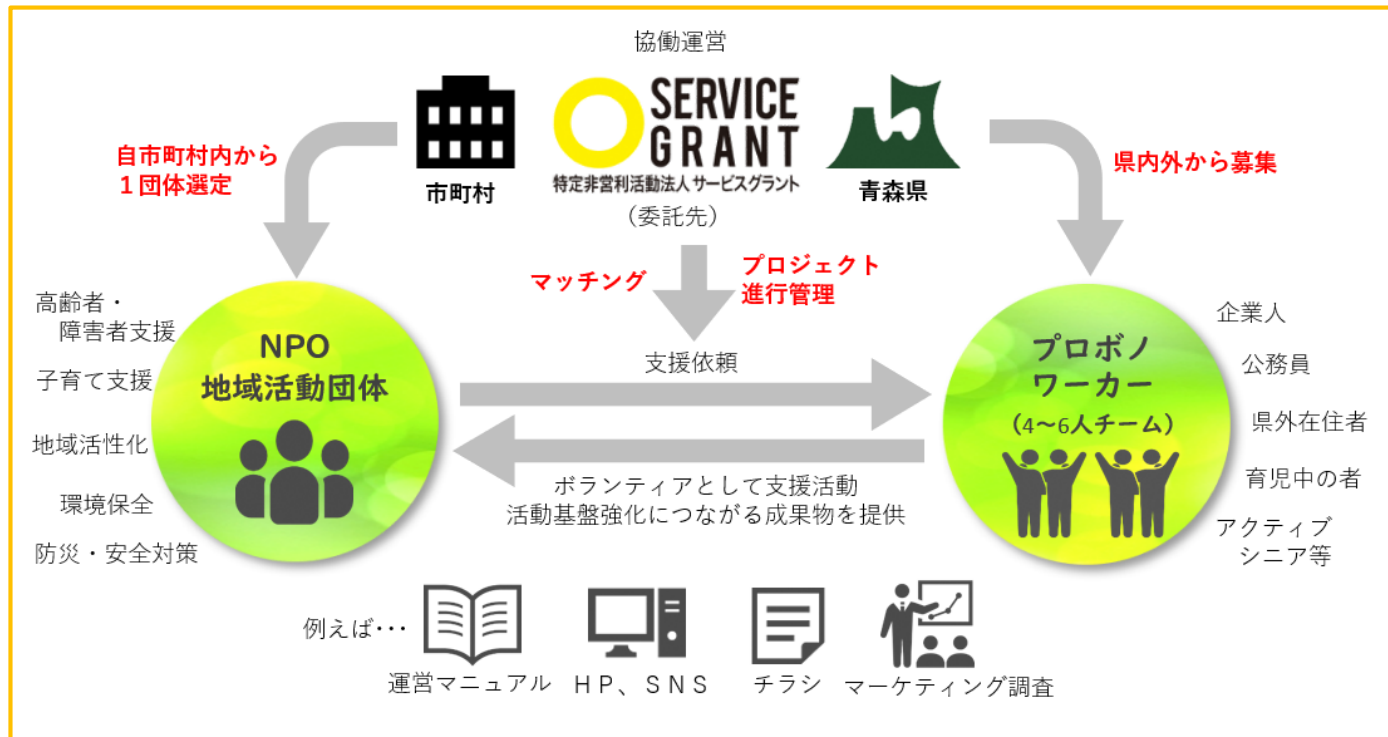 協働運営
SERVICE
GRANT
特定非営利活動法人 サービスグラント
（委託先）
市町村
青森県
自市町村内から
１団体選定
県内外から募集
マッチング
プロジェクト
進行管理
高齢者・
障害者支援
子育て支援
地域活性化
環境保全
防災・安全対策
NPO
地域活動団体
支援依頼
ボランティアとして支援活動
活動基盤強化につながる成果物を提供
プロボノ
ワーカー
（4～6人チーム）
企業人
公務員
県外在住者
育児中の者
アクティブ
シニア等
例えば･･･
運営マニュアル
ＨＰ、ＳＮＳ
チラシ
マーケティング調査